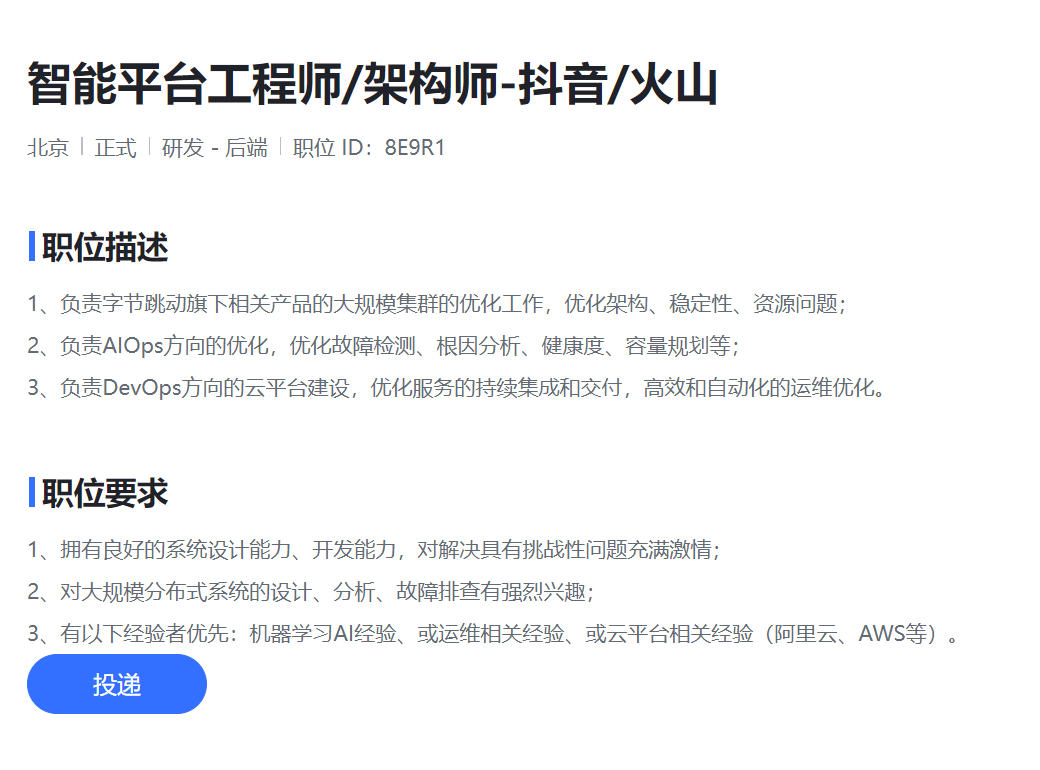 智能平台工程师/架构师-抖音/火山
北京 | 正式 | 研发 - 后端 | 职位 ID：8E9R1
职位描述
1、负责字节跳动旗下相关产品的大规模集群的优化工作，优化架构、稳定性、资源问题；
2、负责AIOps方向的优化，优化故障检测、根因分析、健康度、容量规划等；
3、负责DevOps方向的云平台建设，优化服务的持续集成和交付，高效和自动化的运维优化。
职位要求
1、拥有良好的系统设计能力、开发能力，对解决具有挑战性问题充满激情；
2、对大规模分布式系统的设计、分析、故障排查有强烈兴趣；
3、有以下经验者优先：机器学习AI经验、或运维相关经验、或云平台相关经验（阿里云、AWS等）。
投递